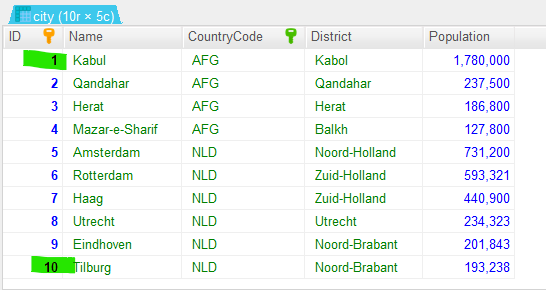 city (10r × 5c)
ID Name CountryCode District Population
1 Kabul AFG Kabol 1,780,000
2 Qandahar AFG Qandahar 237,500
3 Herat AFG Herat 186,800
4 Mazar-e-Sharif AFG Balkh 127,800
5 Amsterdam NLD Noord-Holland 731,200
6 Rotterdam NLD Zuid-Holland 593,321
7 Haag NLD Zuid-Holland 440,900
8 Utrecht NLD Utrecht 234,323
9 Eindhoven NLD Noord-Brabant 201,843
10 Tilburg NLD Noord-Brabant 193,238